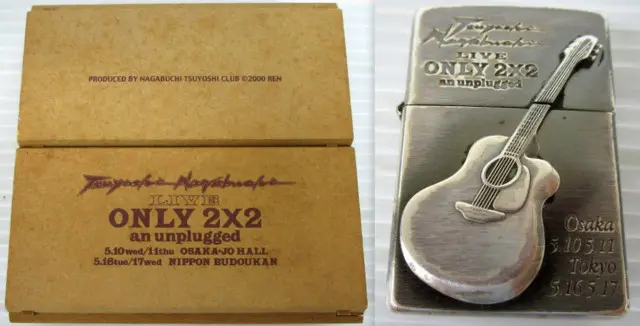 PRODUCED BY NAGABUCHI TSUYOSHI CLUB ©2000 REN
Tsuyoshi Nagabuchi
LIVE
ONLY 2X2
an unplugged
5.10wed/11thu OSAKA-JO HALL
5.16tue/17wed NIPPON BUDOUKAN
Tsuyoshi
Nagabuchi
LIVE
ONLY 2X2
an unplugged
Osaka
5.10 5.11
Tokyo
5.16 5.17